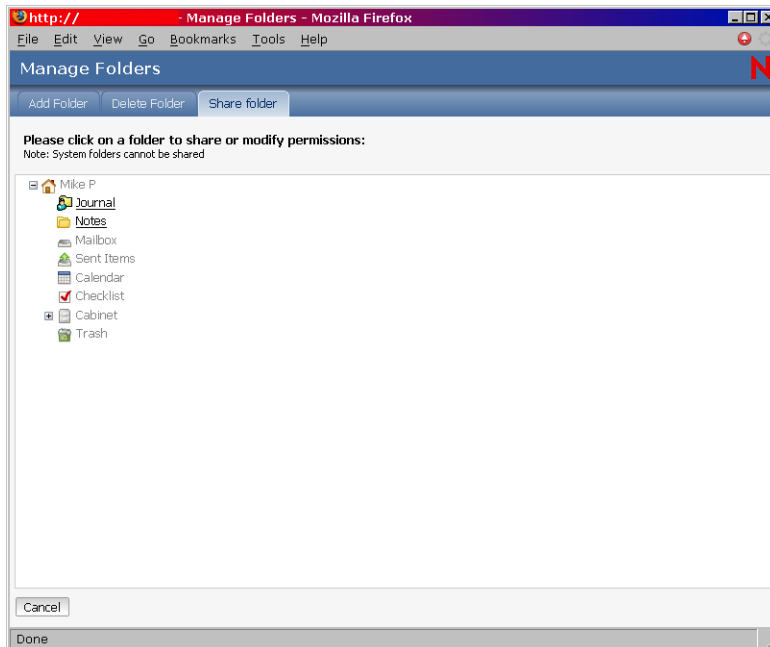 http:// - Manage Folders - Mozilla Firefox
File Edit View Go Bookmarks Tools Help
Manage Folders
N
Add Folder Delete Folder Share folder
Please click on a folder to share or modify permissions:
Note: System folders cannot be shared
Mike P
Journal
Notes
Mailbox
Sent Items
Calendar
Checklist
Cabinet
Trash
Cancel
Done